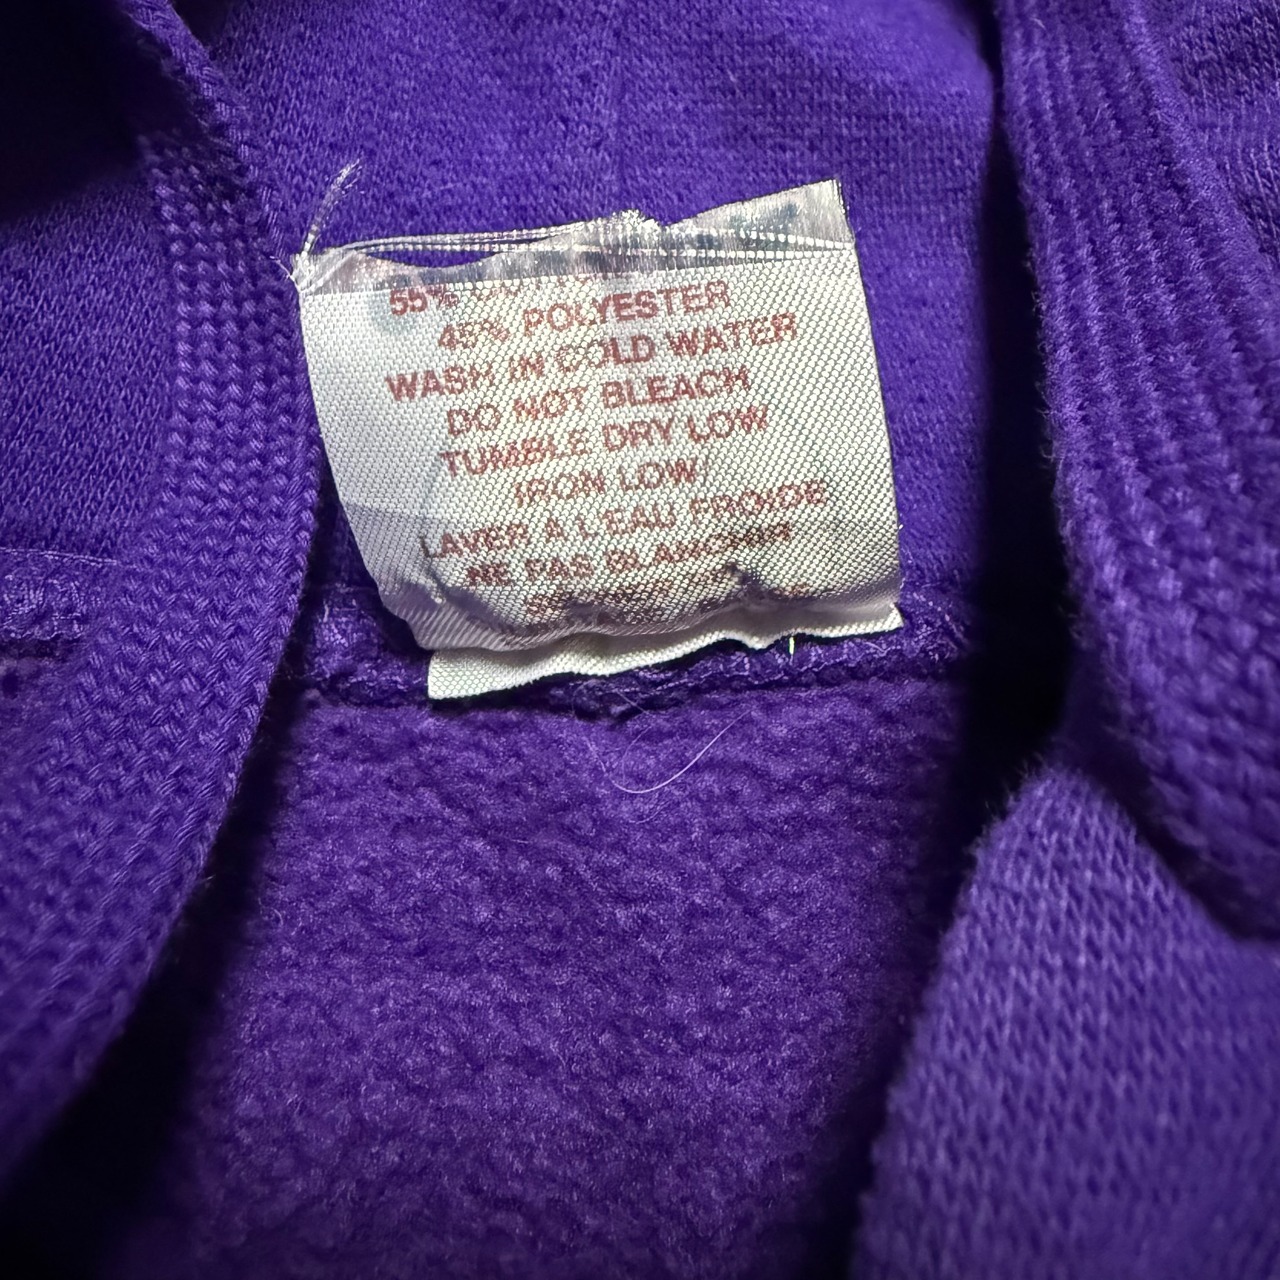 55%
45% POLYESTER
WASH IN COLD WATER
DO NOT BLEACH
TUMBLE DRY LOW
IRON LOW/
LAVER A L'EAU FROIDE
NE PAS BLANCHIR